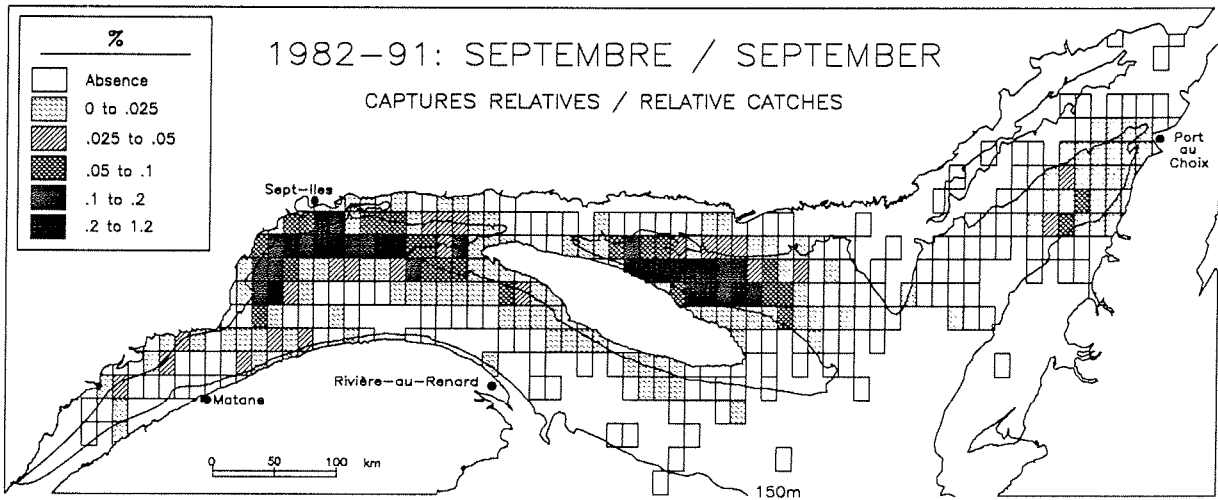 %
Absence
0 to .025
.025 to .05
.05 to .1
.1 to .2
.2 to 1.2
1982-91: SEPTEMBRE / SEPTEMBER
CAPTURES RELATIVES / RELATIVE CATCHES
Sept-Iles
Port
au
Choix
Rivière-au-Renard
Matane
0 50 100 km
150m